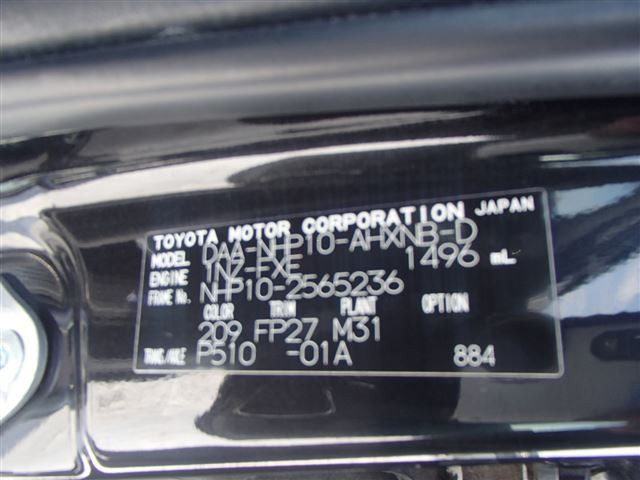 TOYOTA MOTOR CORPORATION JAPAN
MODEL DAA-NHP10-AHXNB-D
ENGINE 1NZ-FXE 1496 mL
FRAME No. NHP10-2565236
COLOR TRIM PLANT OPTION
209 FP27 M31
TRANS/AXLE P510 -01A 884